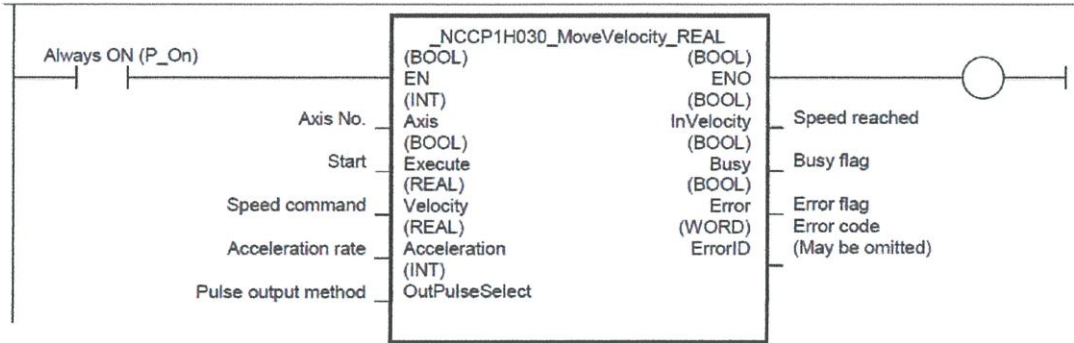 _NCCP1H030_MoveVelocity_REAL
Always ON (P_On)
(BOOL) (BOOL)
EN ENO
(INT) (BOOL)
Axis No. Axis InVelocity Speed reached
(BOOL) (BOOL)
Start Execute Busy Busy flag
(REAL) (BOOL)
Speed command Velocity Error Error flag
(REAL) (WORD) Error code
Acceleration rate Acceleration ErrorID (May be omitted)
(INT)
Pulse output method OutPulseSelect